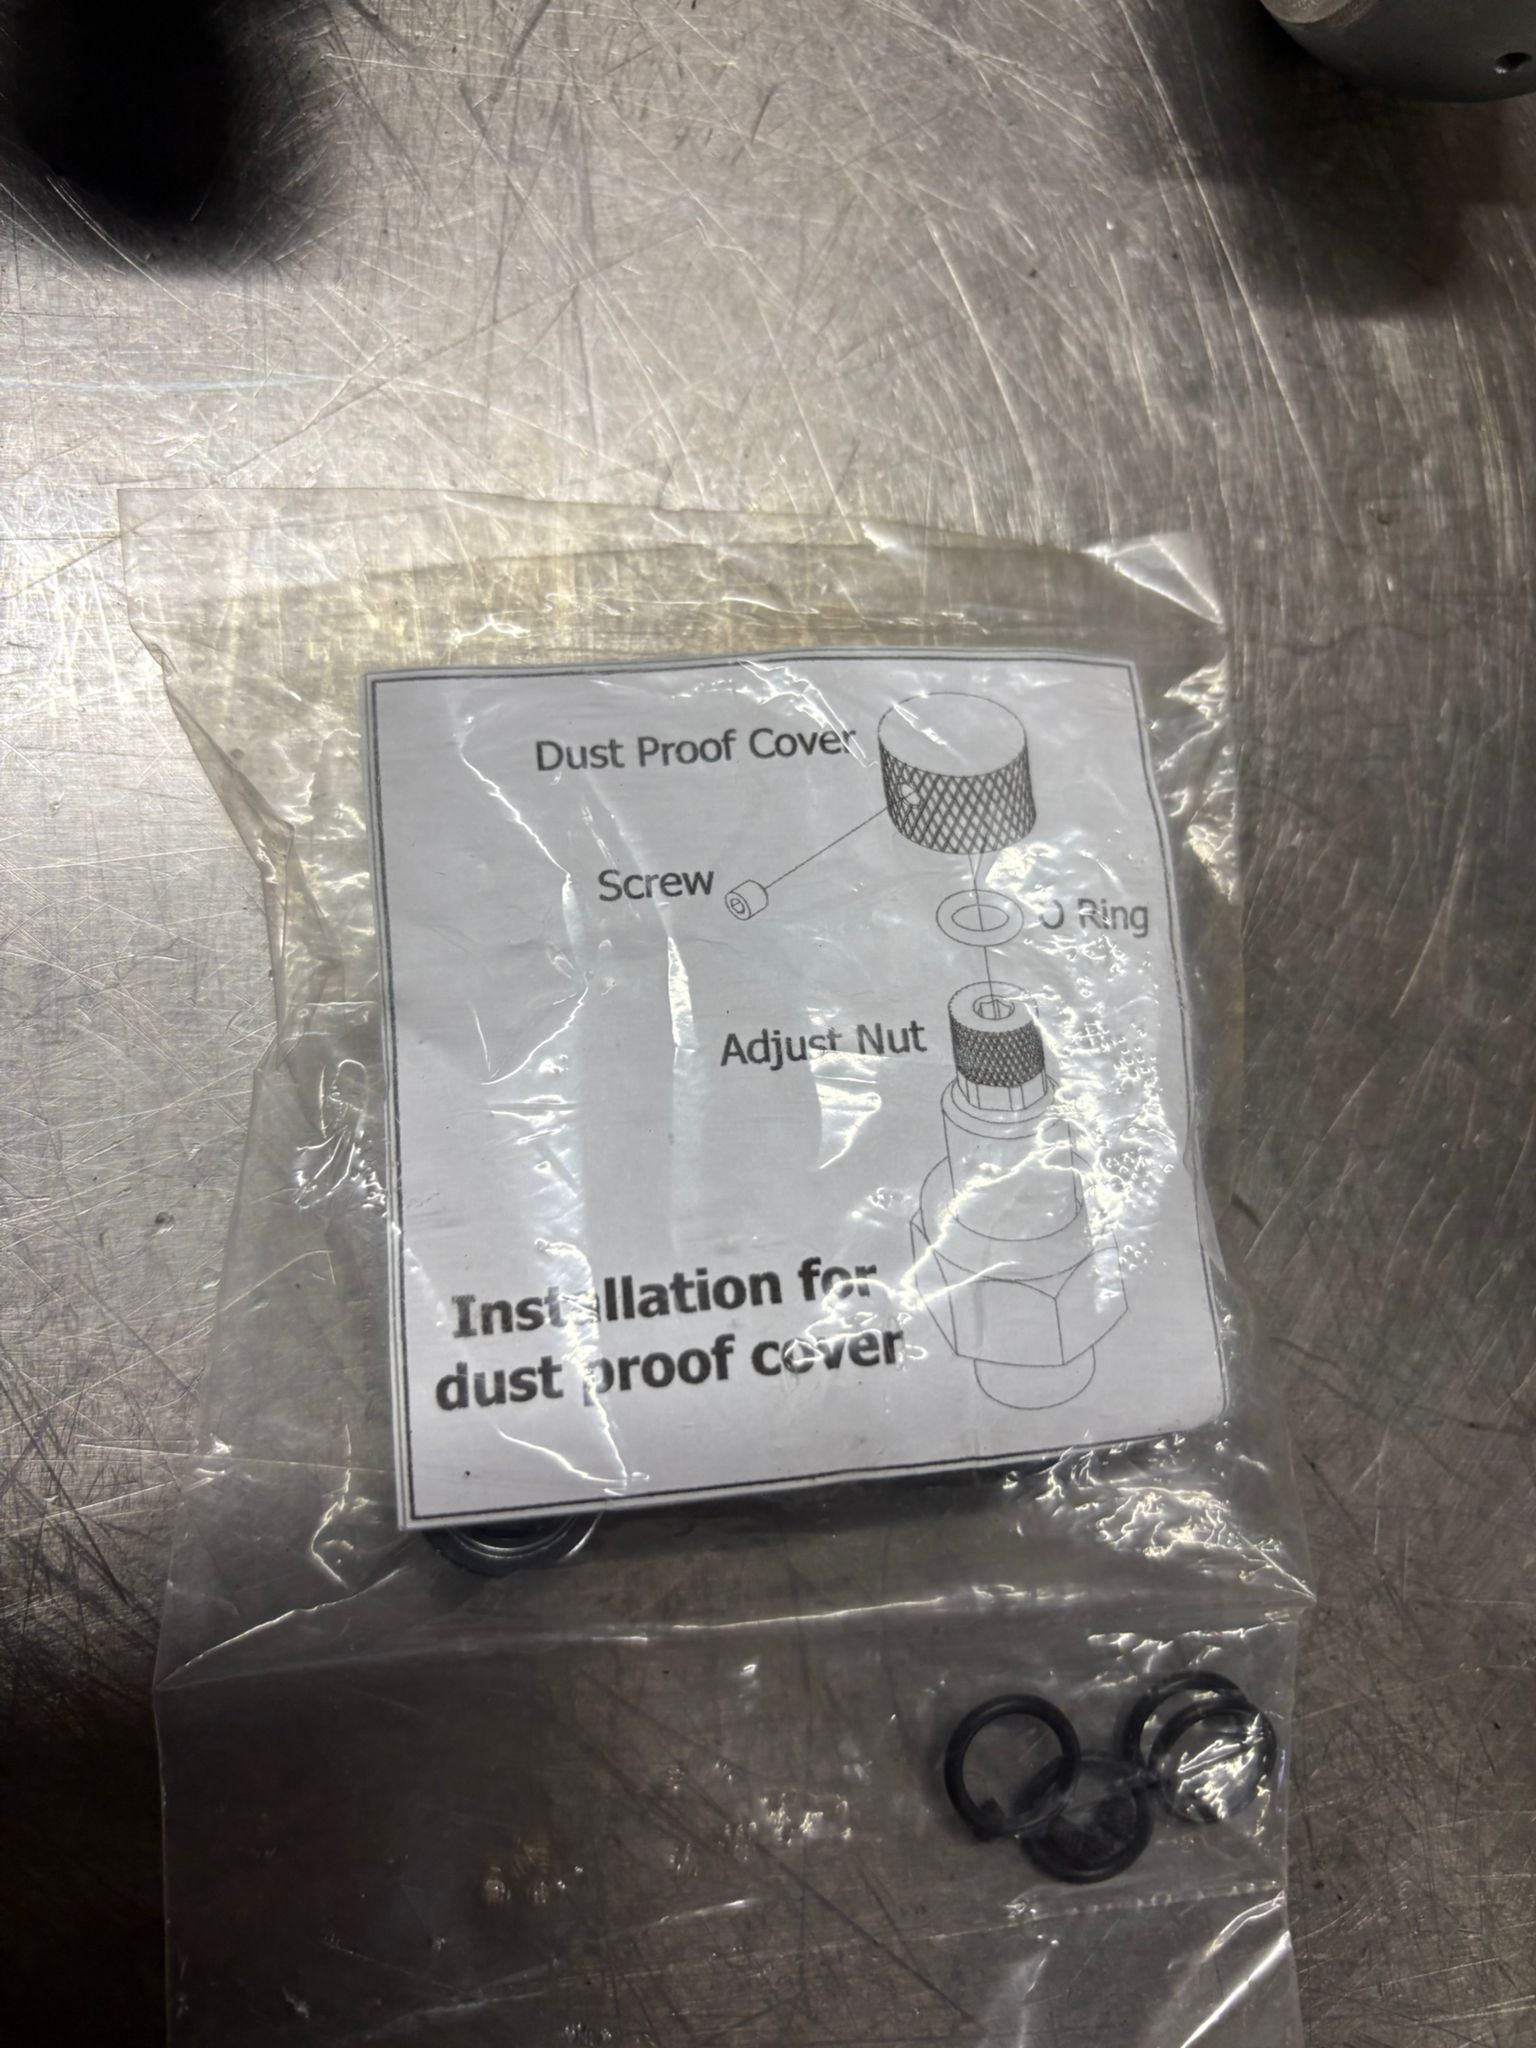 Dust Proof Cover
Screw
O Ring
Adjust Nut
Installation for
dust proof cover